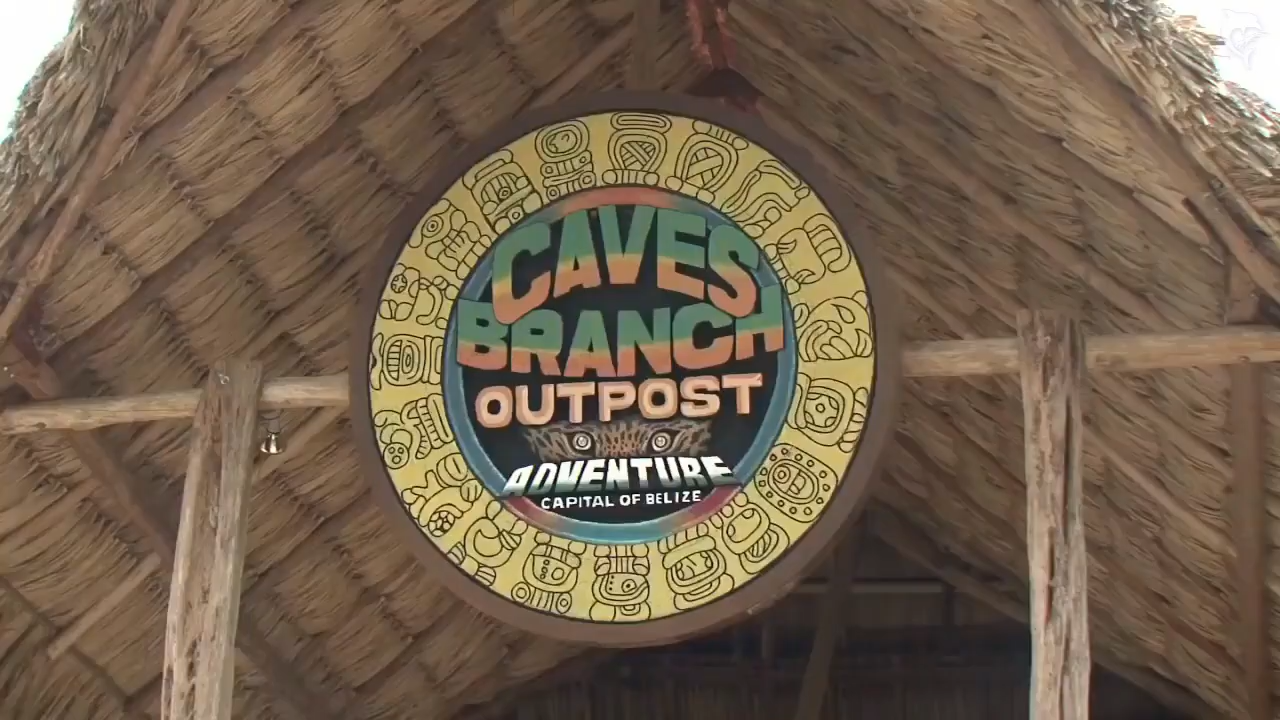 CAVES
BRANCH
OUTPOST
ADVENTURE
CAPITAL OF BELIZE